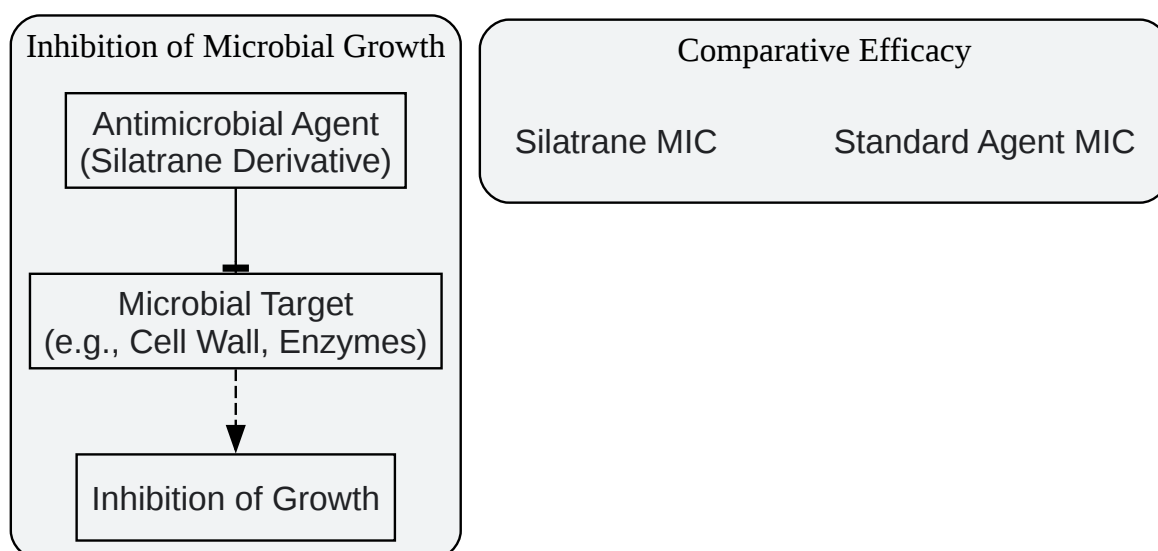 Inhibition of Microbial Growth
Antimicrobial Agent
(Silatrane Derivative)
Microbial Target
(e.g., Cell Wall, Enzymes)
Inhibition of Growth
Comparative Efficacy
Silatrane MIC
Standard Agent MIC